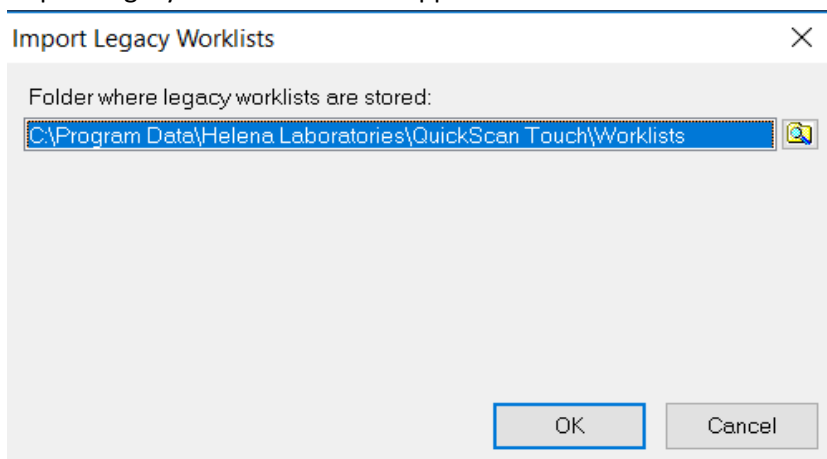 Import Legacy Worklists
Folder where legacy worklists are stored:
C:\Program Data\Helena Laboratories\QuickScan Touch\Worklists
OK
Cancel